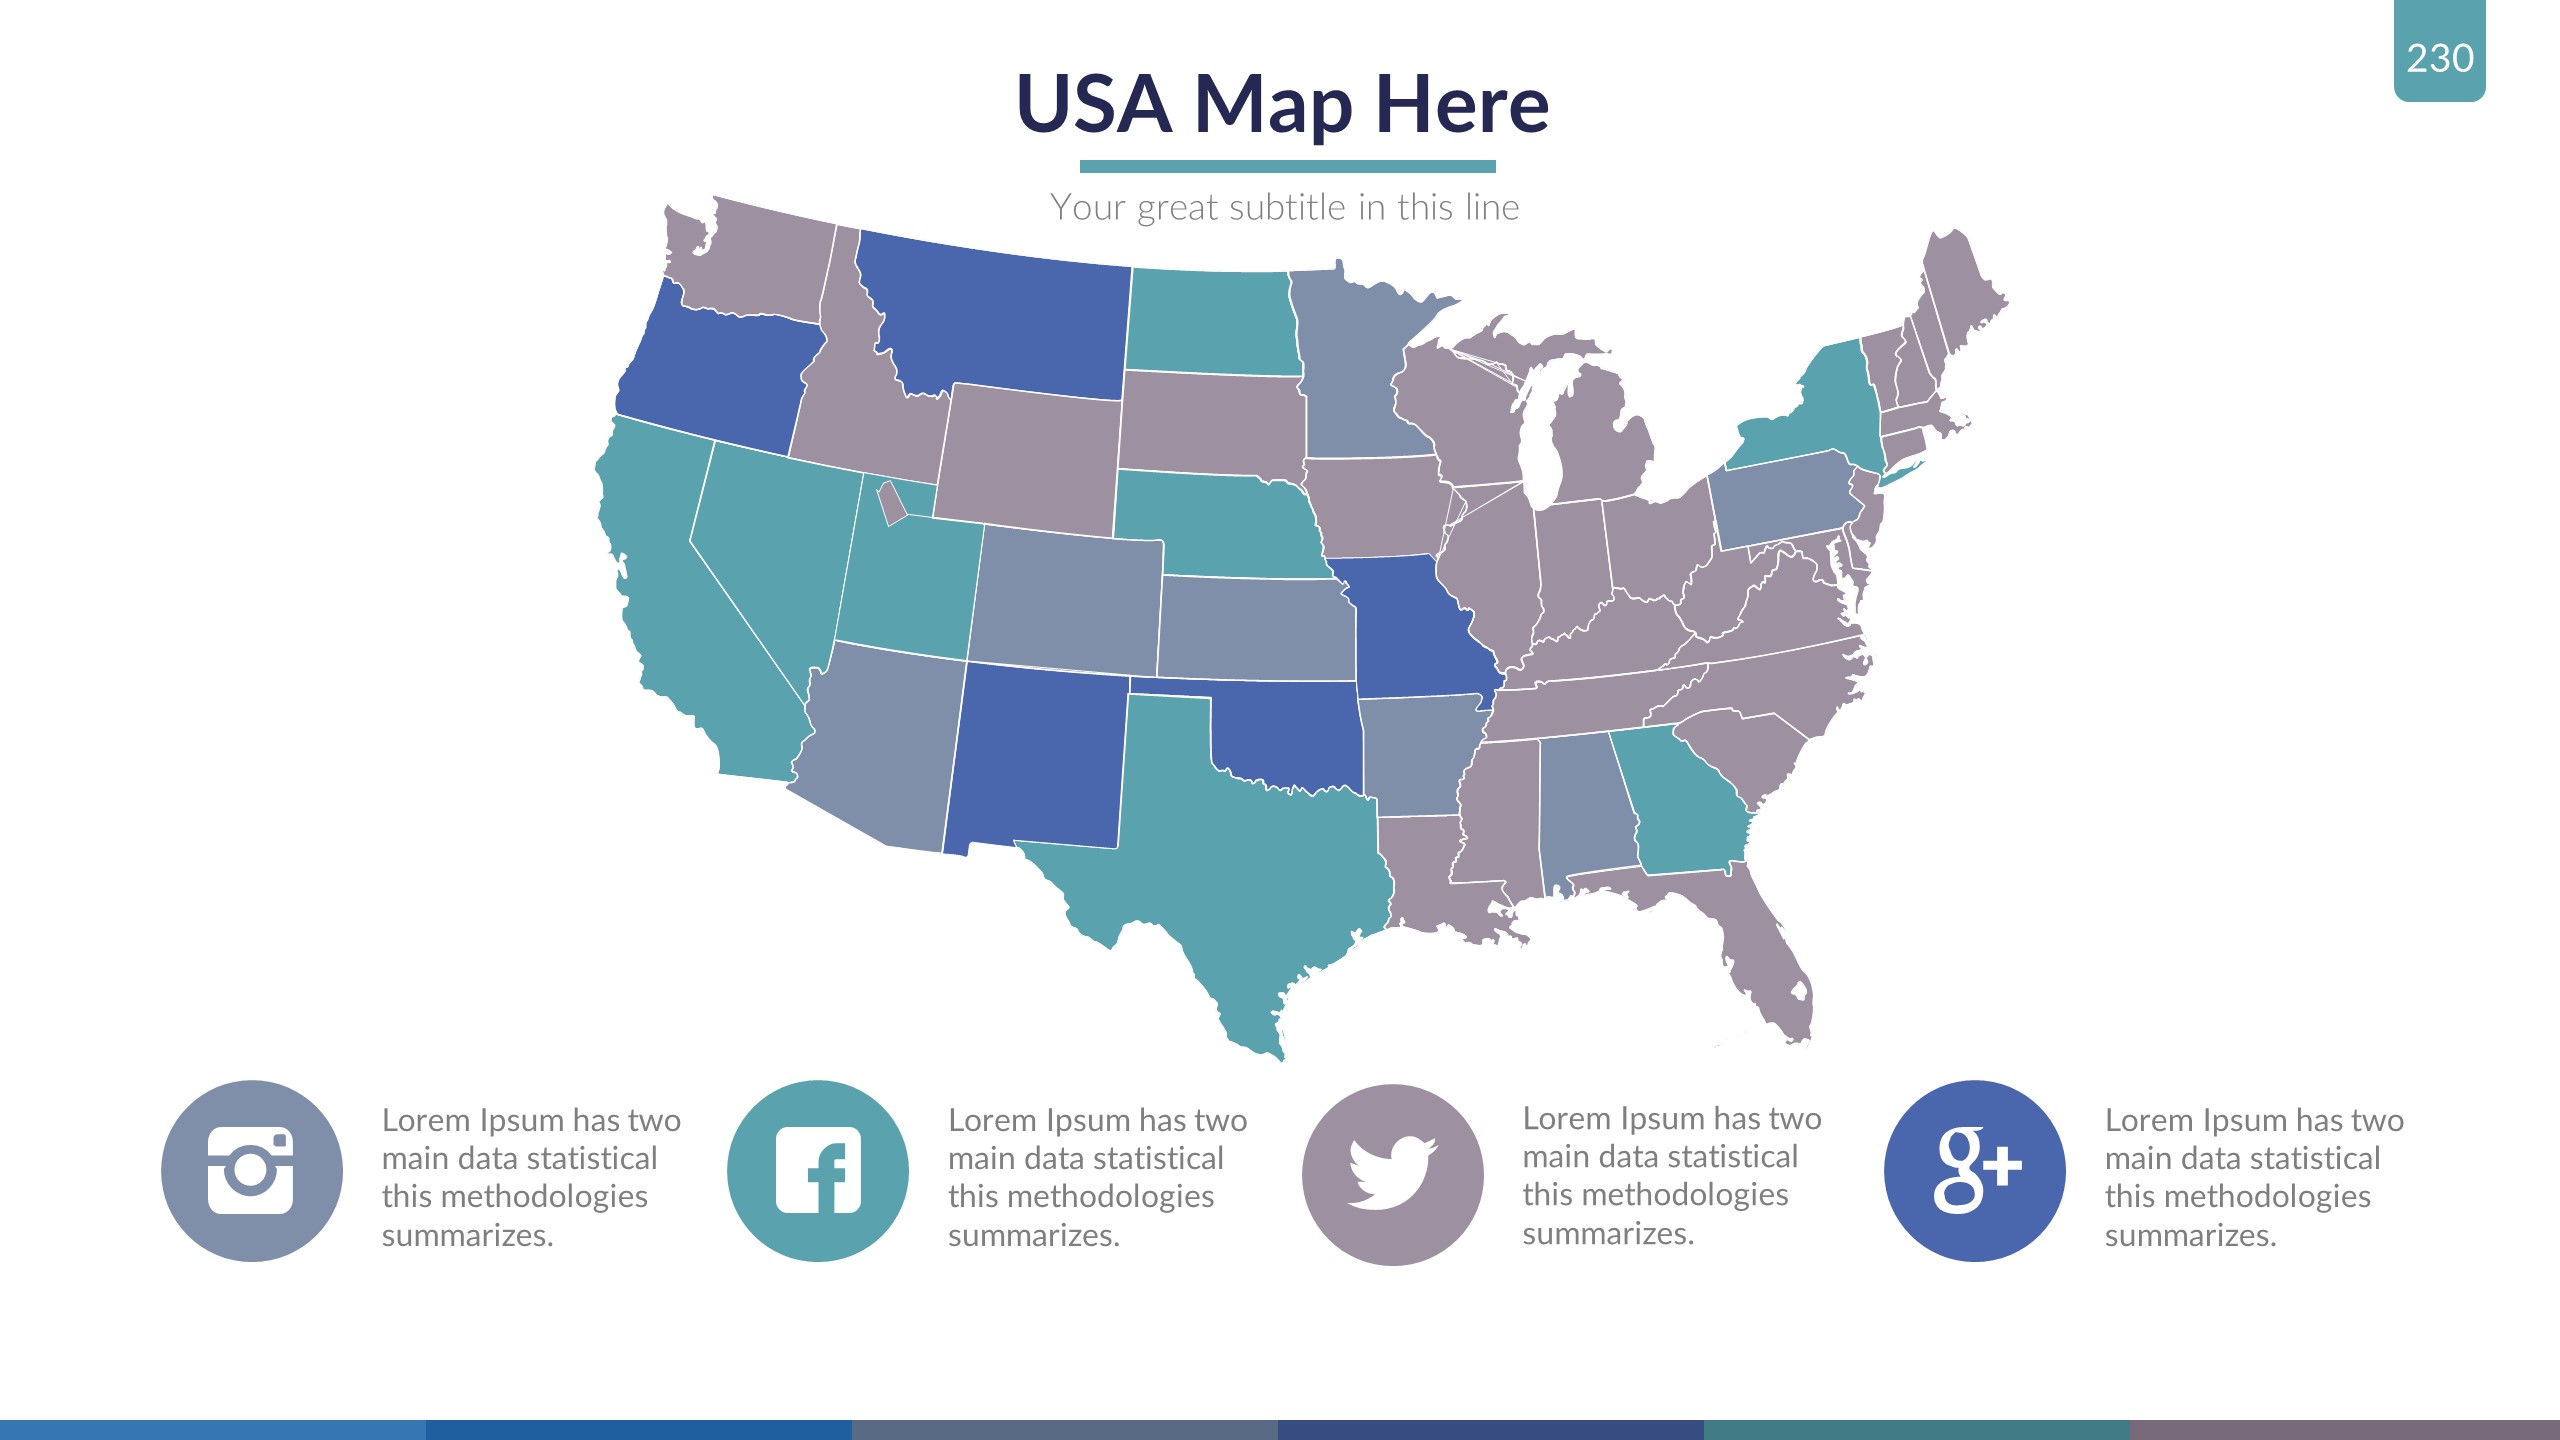 230
USA Map Here
Your great subtitle in this line
Lorem Ipsum has two
main data statistical
this methodologies
summarizes.
Lorem Ipsum has two
main data statistical
this methodologies
summarizes.
Lorem Ipsum has two
main data statistical
this methodologies
summarizes.
g+
Lorem Ipsum has two
main data statistical
this methodologies
summarizes.